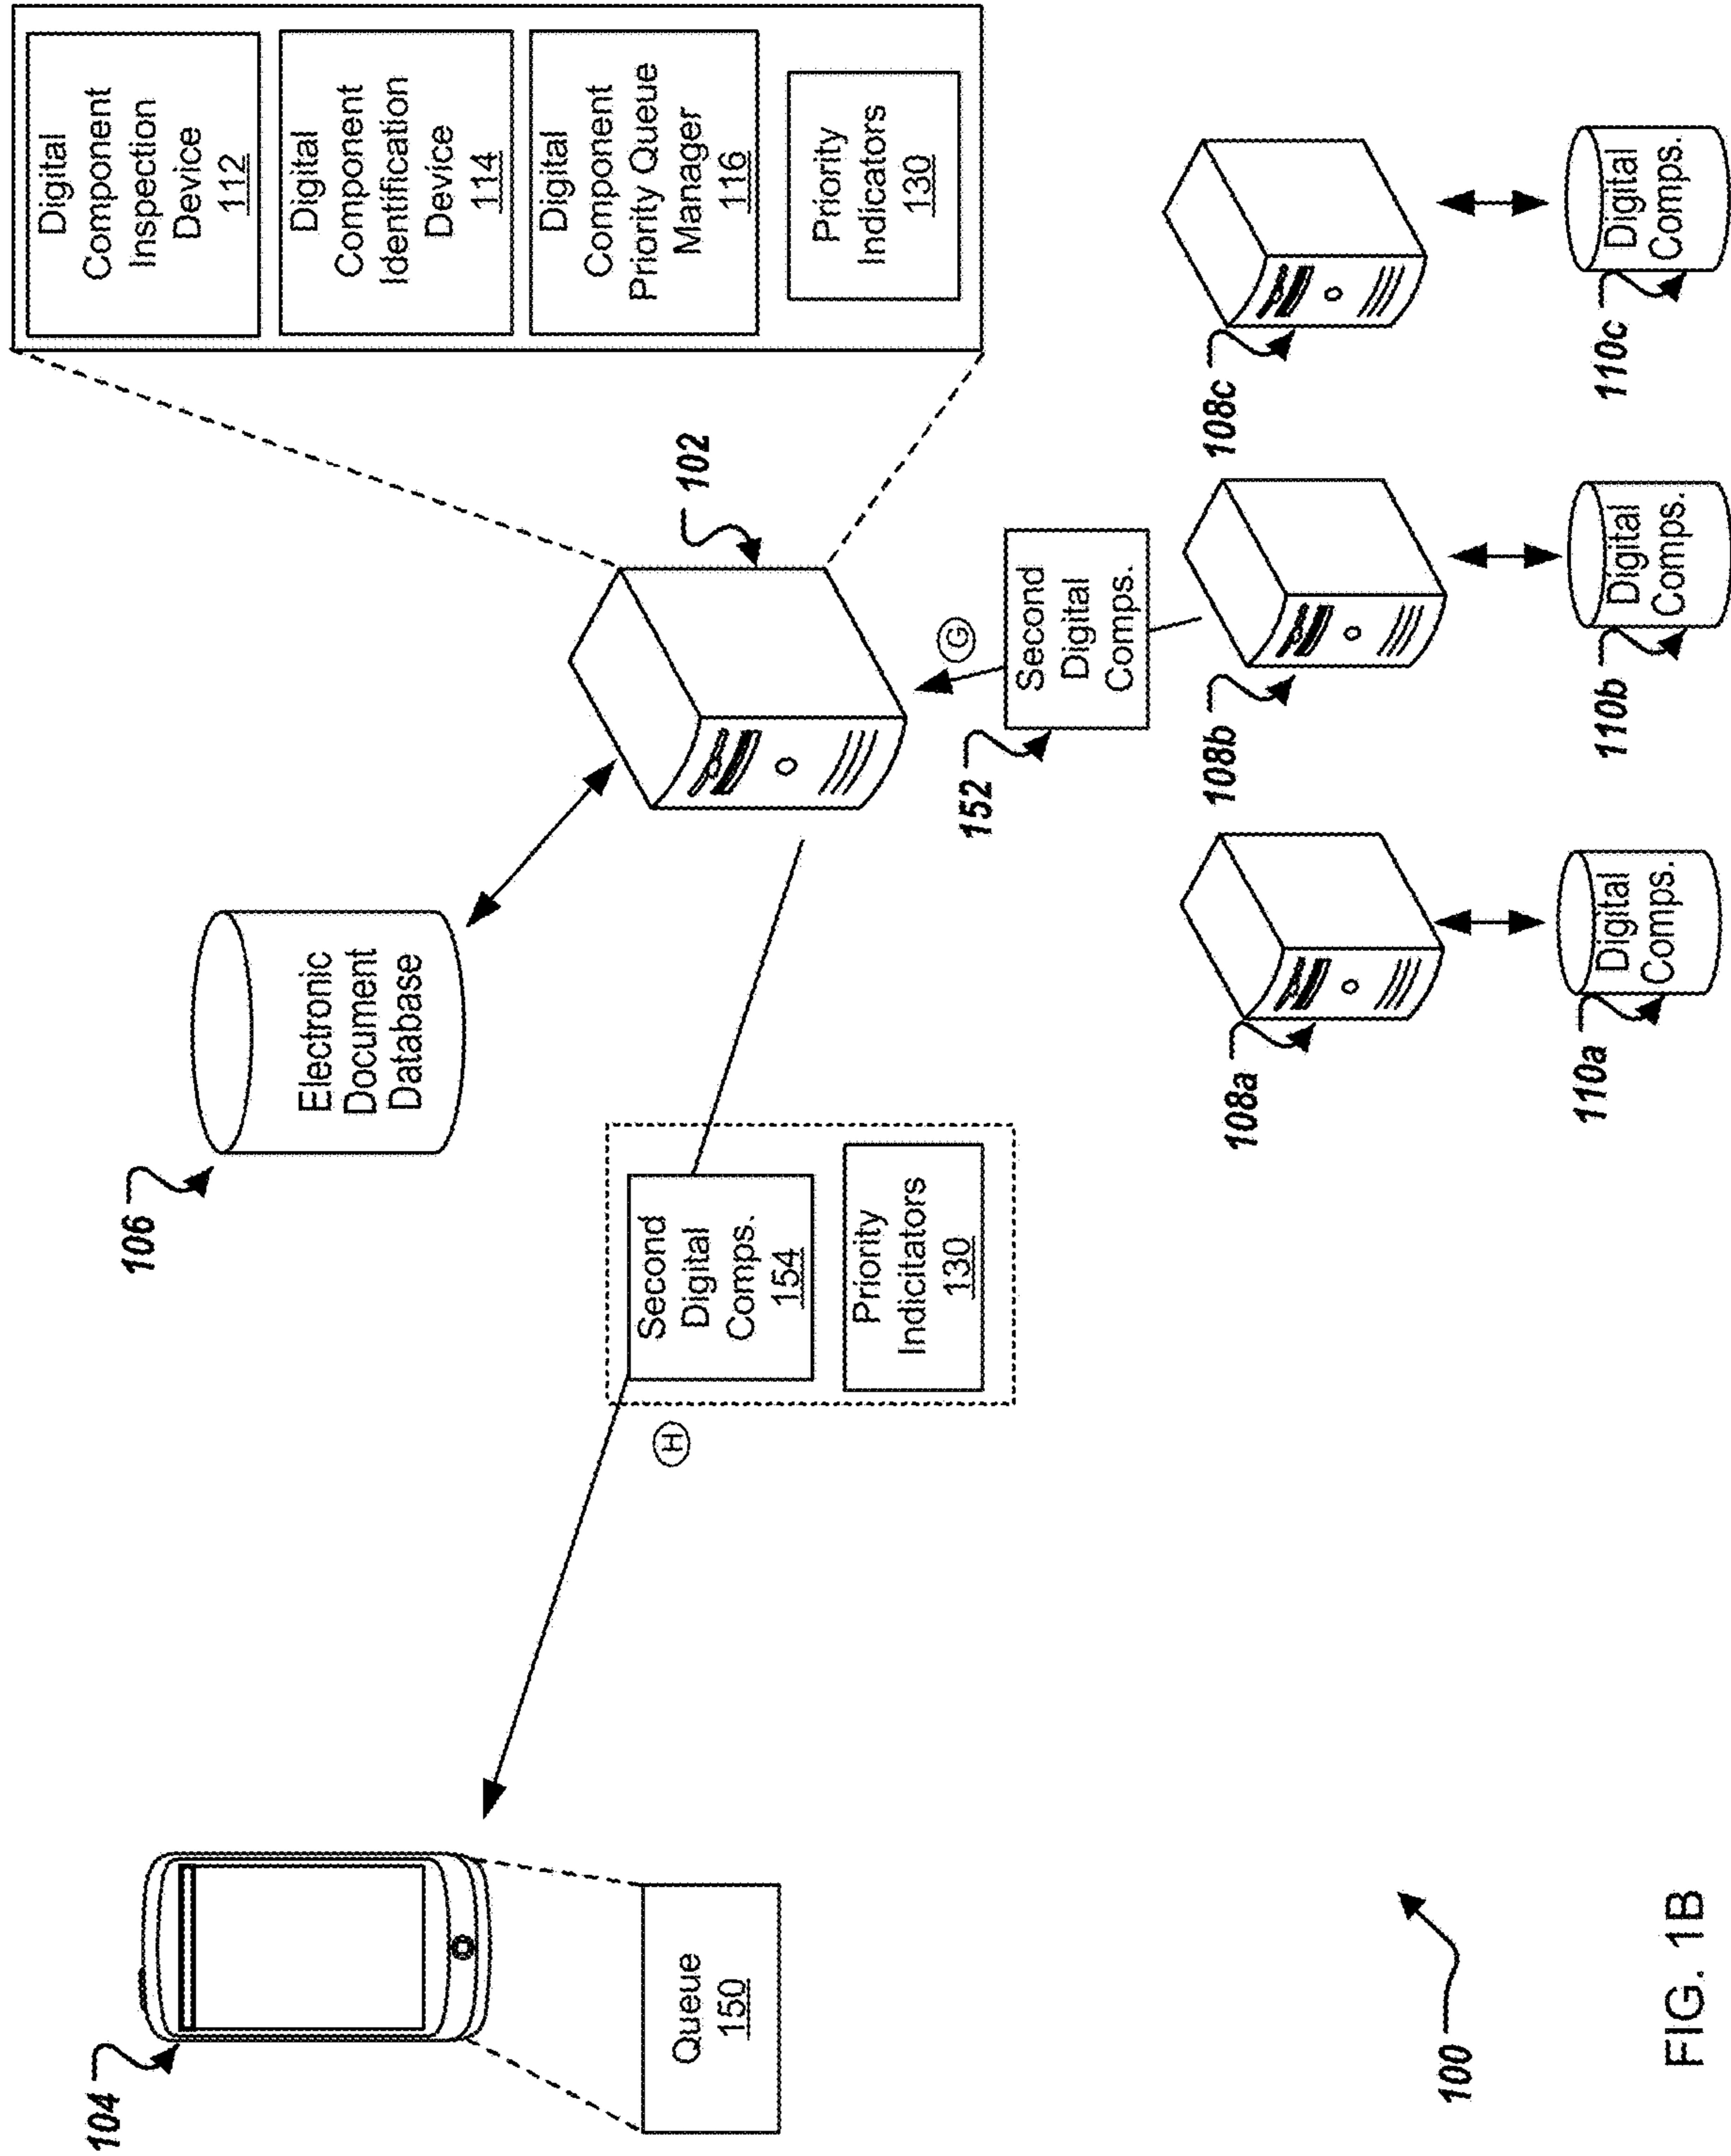 104
Queue
150
106
Electronic
Document
Database
H
Second
Digital
Comps.
154
Priority
Indicitators
130
102
G
152
Second
Digital
Comps.
Digital
Component
Inspection
Device
112
Digital
Component
Identification
Device
114
Digital
Component
Priority Queue
Manager
116
Priority
Indicators
130
108a
108b
108c
110a
Digital
Comps.
110b
Digital
Comps.
110c
Digital
Comps.
100
FIG. 1B